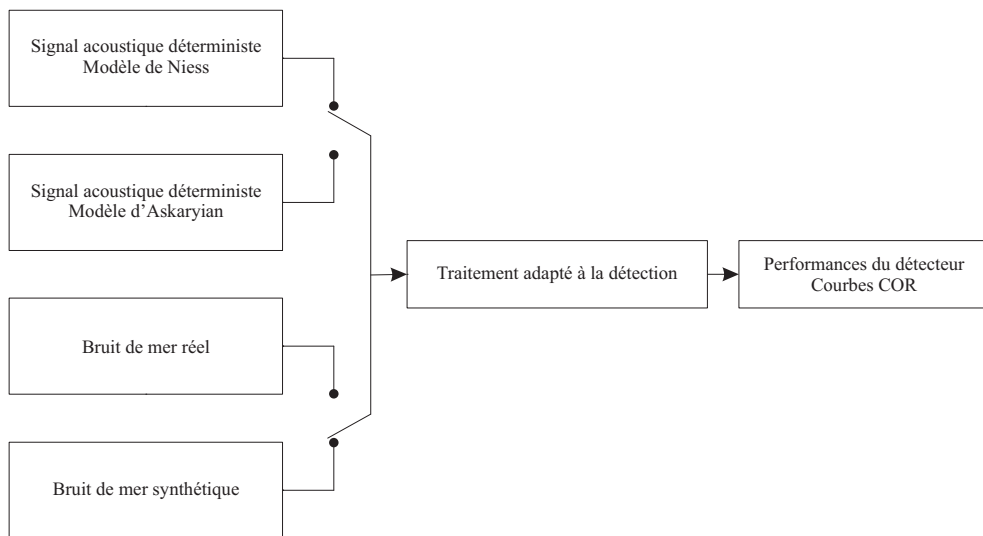 Signal acoustique déterministe
Modèle de Niess
Signal acoustique déterministe
Modèle d'Askaryian
Traitement adapté à la détection
Performances du détecteur
Courbes COR
Bruit de mer réel
Bruit de mer synthétique